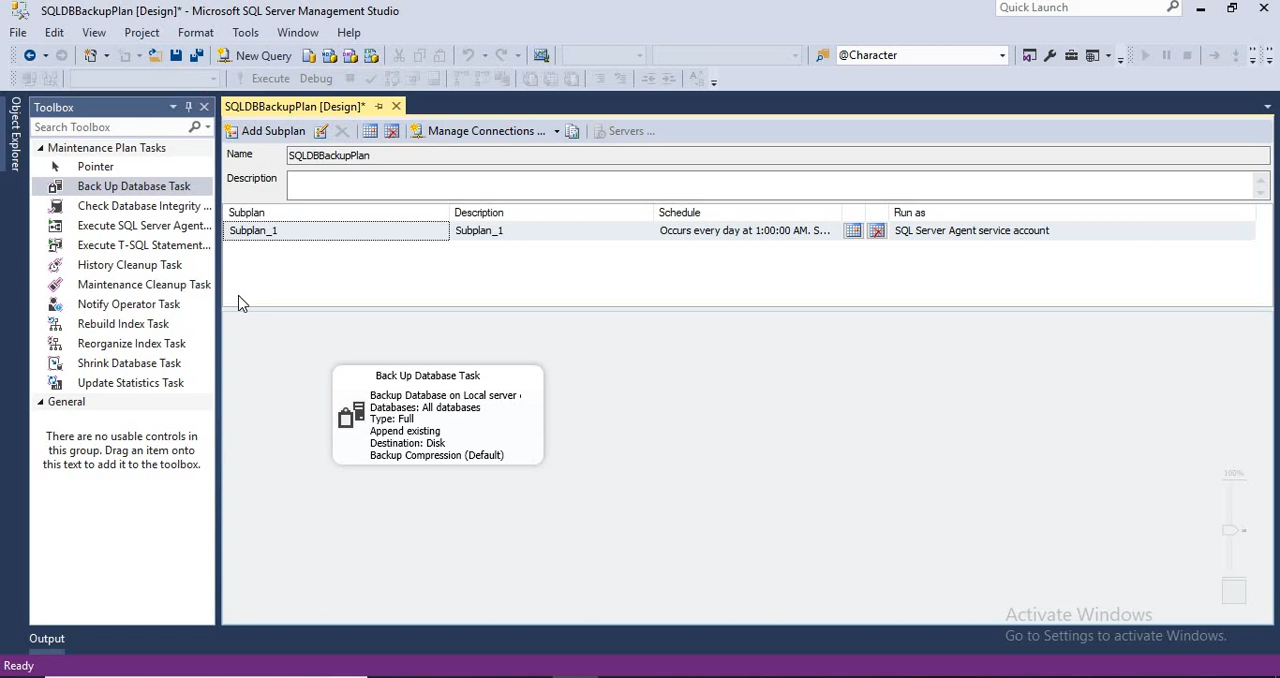 SQLDBBackupPlan [Design]* - Microsoft SQL Server Management Studio
Quick Launch
File Edit View Project Format Tools Window Help
New Query
@Character
Execute Debug
Object Explorer
Toolbox
Search Toolbox
Maintenance Plan Tasks
Pointer
Back Up Database Task
Check Database Integrity ...
Execute SQL Server Agent...
Execute T-SQL Statement...
History Cleanup Task
Maintenance Cleanup Task
Notify Operator Task
Rebuild Index Task
Reorganize Index Task
Shrink Database Task
Update Statistics Task
General
There are no usable controls in
this group. Drag an item onto
this text to add it to the toolbox.
SQLDBBackupPlan [Design]*
Add Subplan Manage Connections ... Servers ...
Name SQLDBBackupPlan
Description
Subplan Description Schedule Run as
Subplan_1 Subplan_1 Occurs every day at 1:00:00 AM. S... SQL Server Agent service account
Back Up Database Task
Backup Database on Local server
Databases: All databases
Type: Full
Append existing
Destination: Disk
Backup Compression (Default)
100%
Activate Windows
Go to Settings to activate Windows.
Output
Ready